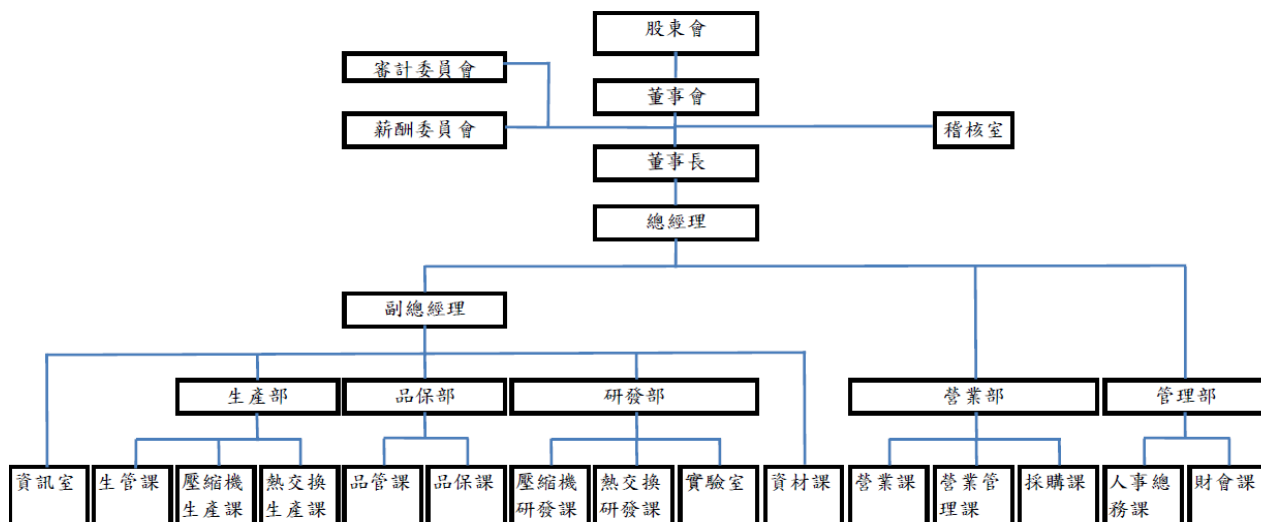 股東會
審計委員會
董事會
薪酬委員會
稽核室
董事長
總經理
副總經理
生產部
品保部
研發部
營業部
管理部
資訊室
生管課
壓縮機
生產課
熱交換
生產課
品管課
品保課
壓縮機
研發課
熱交換
研發課
實驗室
資材課
營業課
營業管
理課
採購課
人事總
務課
財會課